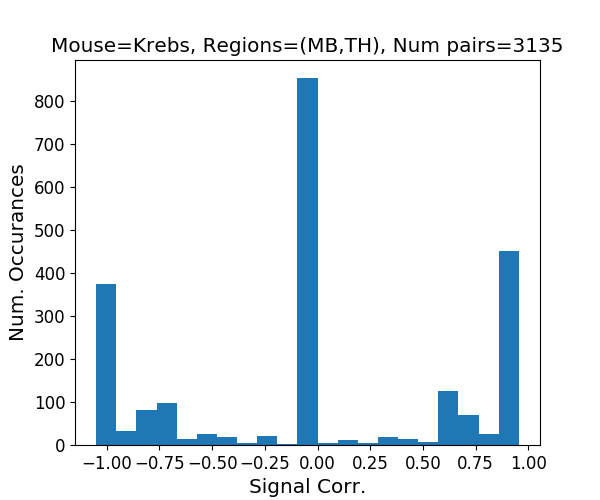 Mouse=Krebs, Regions=(MB,TH), Num pairs=3135
800
700
600
500
400
300
200
100
0
Num. Occurances
−1.00 −0.75 −0.50 −0.25 0.00 0.25 0.50 0.75 1.00
Signal Corr.